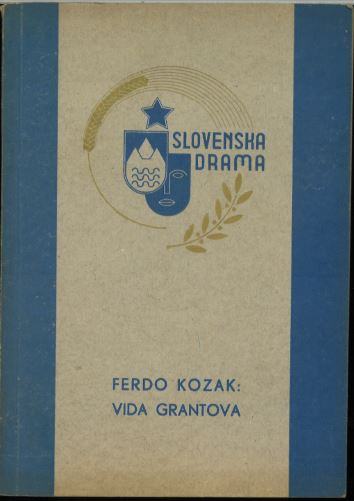 SLOVENSKA
DRAMA
FERDO KOZAK:
VIDA GRANTOVA